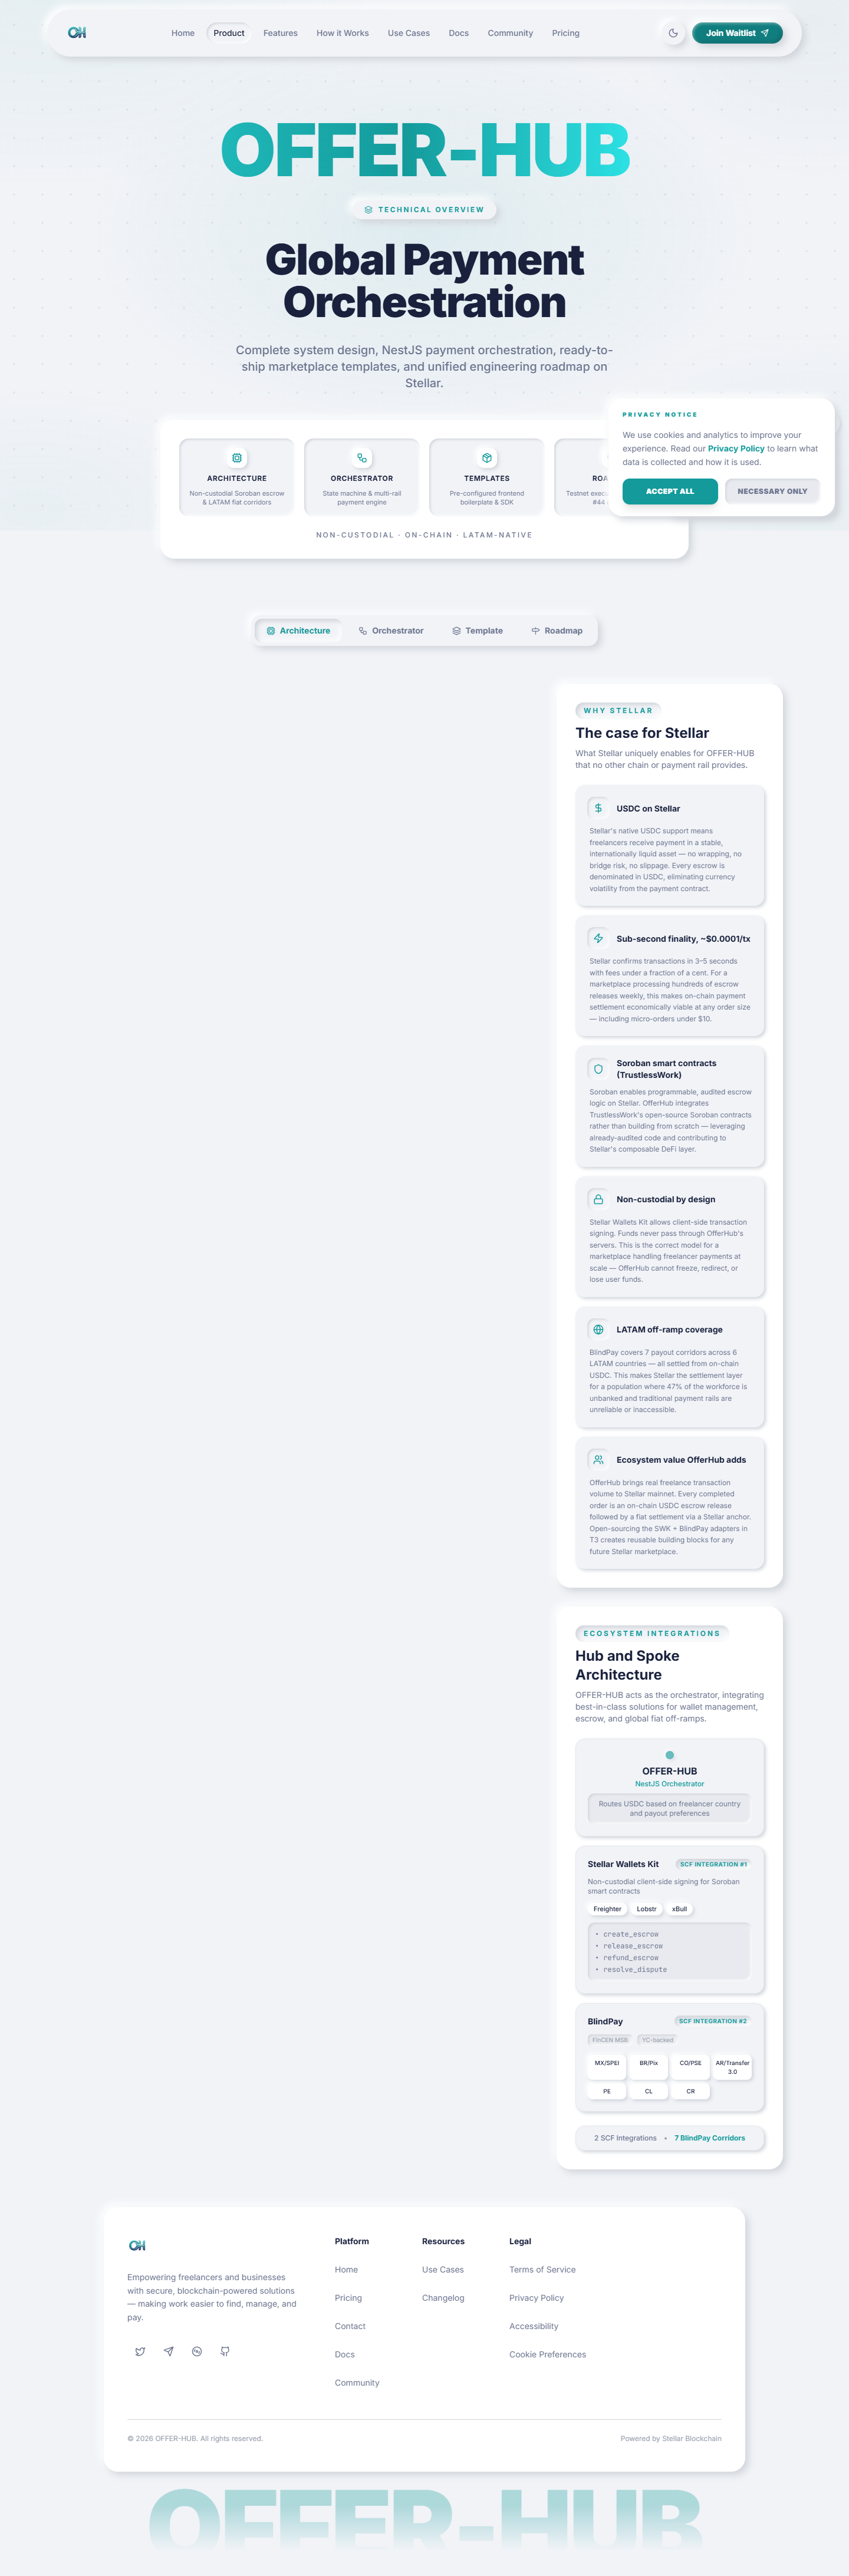 OH
Home
Product
Features
How it Works
Use Cases
Docs
Community
Pricing
Join Waitlist
OFFER-HUB
TECHNICAL OVERVIEW
Global Payment
Orchestration
Complete system design, NestJS payment orchestration, ready-to-
ship marketplace templates, and unified engineering roadmap on
Stellar.
ARCHITECTURE
Non-custodial Soroban escrow
& LATAM fiat corridors
ORCHESTRATOR
State machine & multi-rail
payment engine
TEMPLATES
Pre-configured frontend
boilerplate & SDK
Testnet
#44
NON-CUSTODIAL · ON-CHAIN · LATAM-NATIVE
PRIVACY NOTICE
We use cookies and analytics to improve your
experience. Read our Privacy Policy to learn what
data is collected and how it is used.
ACCEPT ALL
NECESSARY ONLY
Architecture
Orchestrator
Template
Roadmap
WHY STELLAR
The case for Stellar
What Stellar uniquely enables for OFFER-HUB
that no other chain or payment rail provides.
USDC on Stellar
Stellar's native USDC support means
freelancers receive payment in a stable,
internationally liquid asset — no wrapping, no
bridge risk, no slippage. Every escrow is
denominated in USDC, eliminating currency
volatility from the payment contract.
Sub-second finality, ~$0.0001/tx
Stellar confirms transactions in 3–5 seconds
with fees under a fraction of a cent. For a
marketplace processing hundreds of escrow
releases weekly, this makes on-chain payment
settlement economically viable at any order size
— including micro-orders under $10.
Soroban smart contracts
(TrustlessWork)
Soroban enables programmable, audited escrow
logic on Stellar. OfferHub integrates
TrustlessWork's open-source Soroban contracts
rather than building from scratch — leveraging
already-audited code and contributing to
Stellar's composable DeFi layer.
Non-custodial by design
Stellar Wallets Kit allows client-side transaction
signing. Funds never pass through OfferHub's
servers. This is the correct model for a
marketplace handling freelancer payments at
scale — OfferHub cannot freeze, redirect, or
lose user funds.
LATAM off-ramp coverage
BlindPay covers 7 payout corridors across 6
LATAM countries — all settled from on-chain
USDC. This makes Stellar the settlement layer
for a population where 47% of the workforce is
unbanked and traditional payment rails are
unreliable or inaccessible.
Ecosystem value OfferHub adds
OfferHub brings real freelance transaction
volume to Stellar mainnet. Every completed
order is an on-chain USDC escrow release
followed by a fiat settlement via a Stellar anchor.
Open-sourcing the SWK + BlindPay adapters in
T3 creates reusable building blocks for any
future Stellar marketplace.
ECOSYSTEM INTEGRATIONS
Hub and Spoke
Architecture
OFFER-HUB acts as the orchestrator, integrating
best-in-class solutions for wallet management,
escrow, and global fiat off-ramps.
OFFER-HUB
NestJS Orchestrator
Routes USDC based on freelancer country
and payout preferences
Stellar Wallets Kit
SCF INTEGRATION #1
Non-custodial client-side signing for Soroban
smart contracts
Freighter
Lobstr
xBull
• create_escrow
• release_escrow
• refund_escrow
• resolve_dispute
BlindPay
SCF INTEGRATION #2
FinCEN MSB
YC-backed
MX/SPEI
BR/Pix
CO/PSE
AR/Transfer
3.0
PE
CL
CR
2 SCF Integrations • 7 BlindPay Corridors
OH
Empowering freelancers and businesses
with secure, blockchain-powered solutions
— making work easier to find, manage, and
pay.
Platform
Home
Pricing
Contact
Docs
Community
Resources
Use Cases
Changelog
Legal
Terms of Service
Privacy Policy
Accessibility
Cookie Preferences
© 2026 OFFER-HUB. All rights reserved.
Powered by Stellar Blockchain
OFFER-HUB